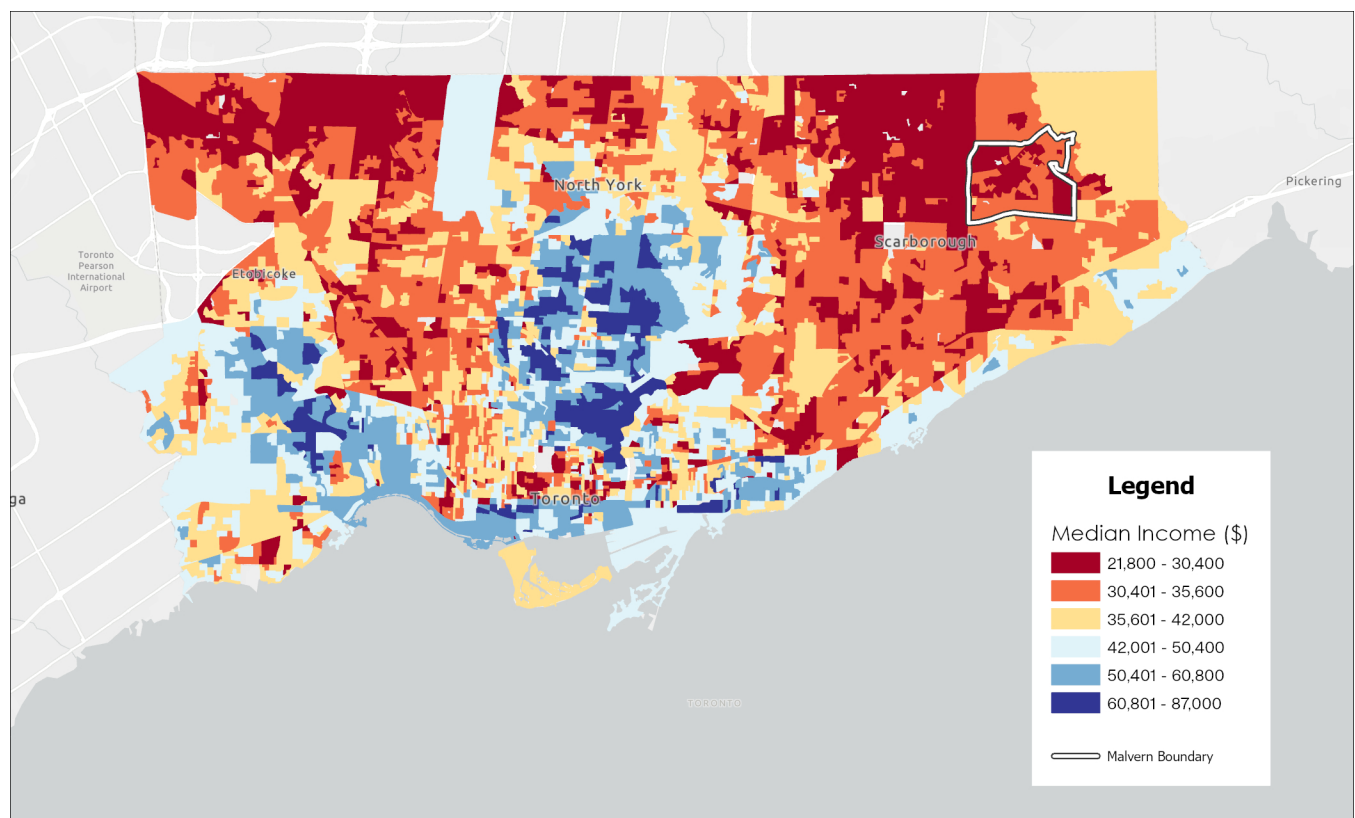 North York
Pickering
Scarborough
Toronto
Pearson
International
Airport
Etobicoke
ga
Toronto
TORONTO
Legend
Median Income ($)
21,800 - 30,400
30,401 - 35,600
35,601 - 42,000
42,001 - 50,400
50,401 - 60,800
60,801 - 87,000
Malvern Boundary